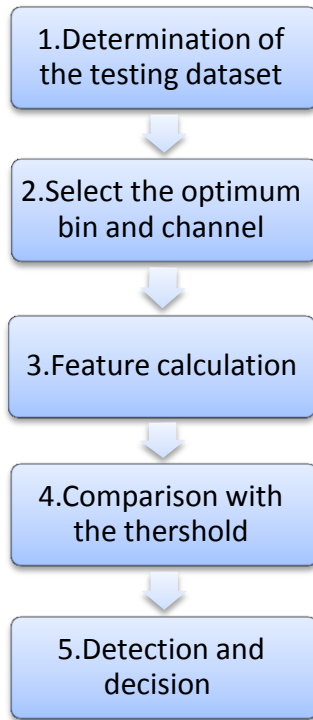 1.Determination of
the testing dataset
2.Select the optimum
bin and channel
3.Feature calculation
4.Comparison with
the thershold
5.Detection and
decision